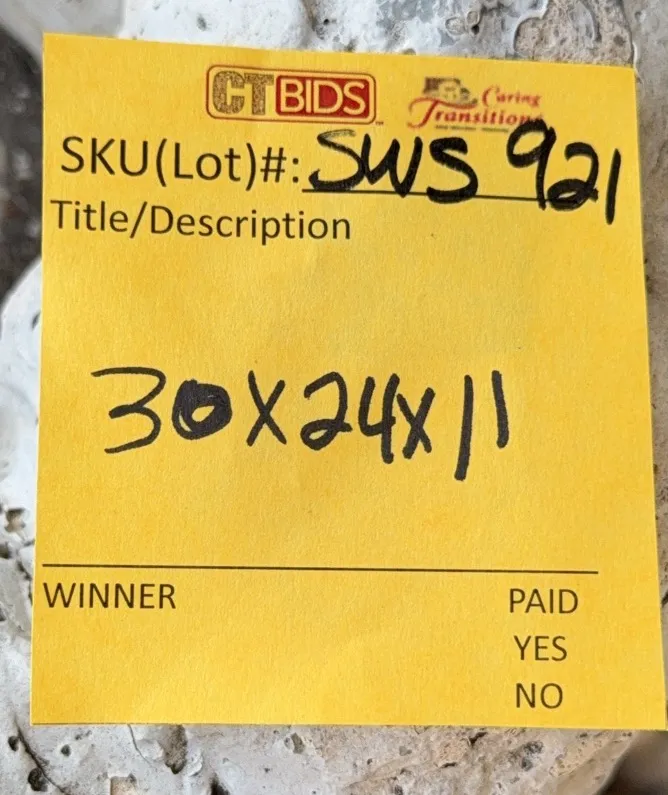 CTBIDS Caring Transitions
SKU(Lot)#: SWS 921
Title/Description
30X24X11
WINNER PAID
YES
NO